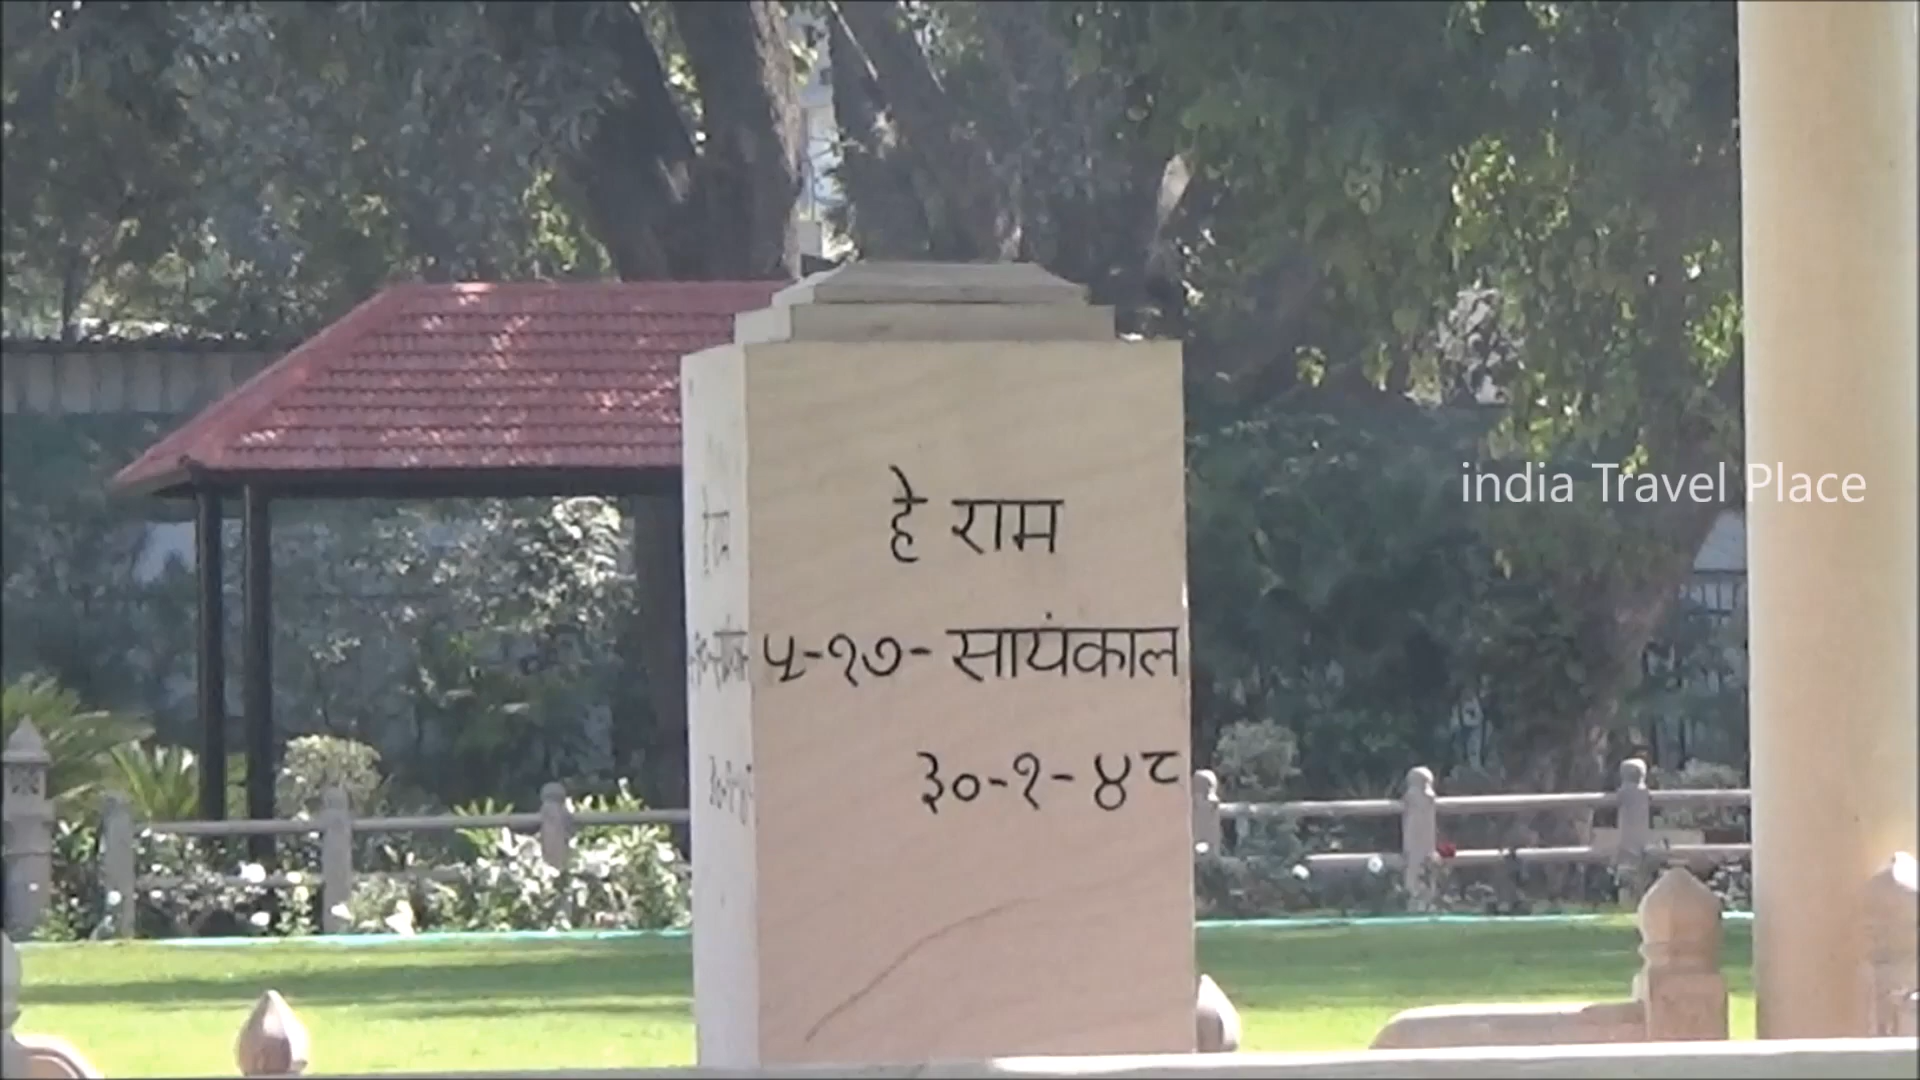 हे राम
५-१७- सायंकाल
३०-१-४८
india Travel Place